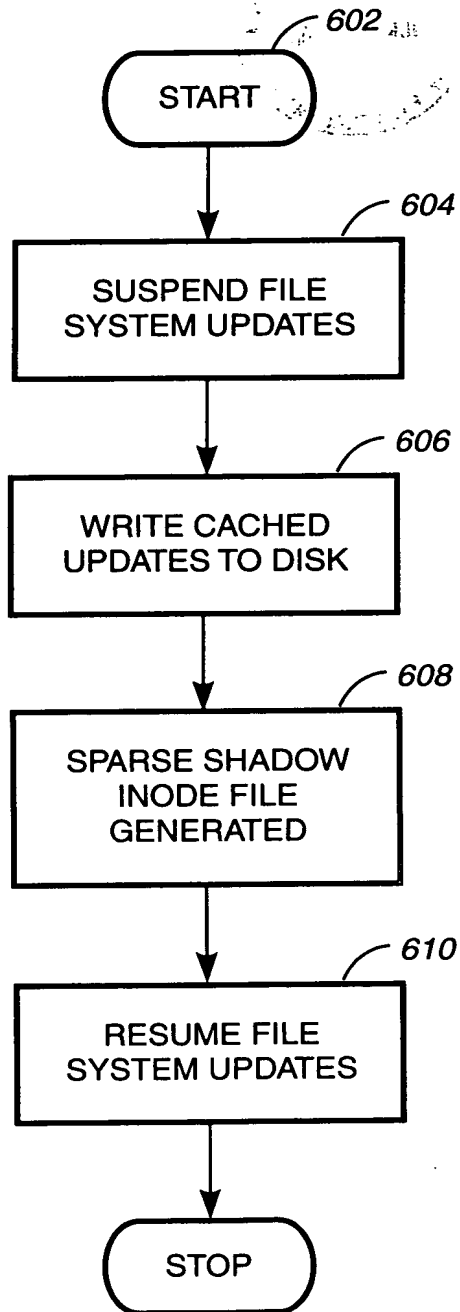 602
START
604
SUSPEND FILE
SYSTEM UPDATES
606
WRITE CACHED
UPDATES TO DISK
608
SPARSE SHADOW
INODE FILE
GENERATED
610
RESUME FILE
SYSTEM UPDATES
STOP